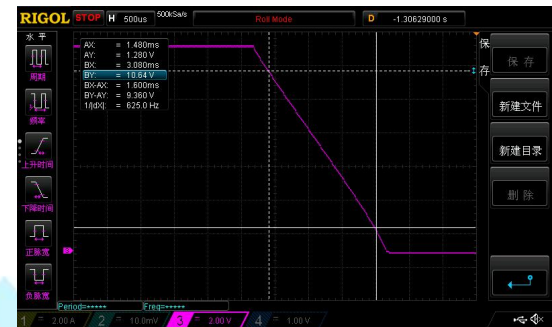 RIGOL STOP H 500us 500kSa/s Roll Mode D -1.30629000 s
水 平
周期
频率
上升时间
下降时间
正脉宽
负脉宽
AX: = 1.480ms
AY: = 1.280 V
BX: = 3.080ms
BY: = 10.64 V
BX-AX: = 1.600ms
BY-AY: = 9.360 V
1/|dX|: = 625.0 Hz
保
存
保 存
新建文件
新建目录
删 除
Period=***** Freq=*****
1 = 2.00 A 2 = 10.0mV 3 = 2.00 V 4 = 1.00 V